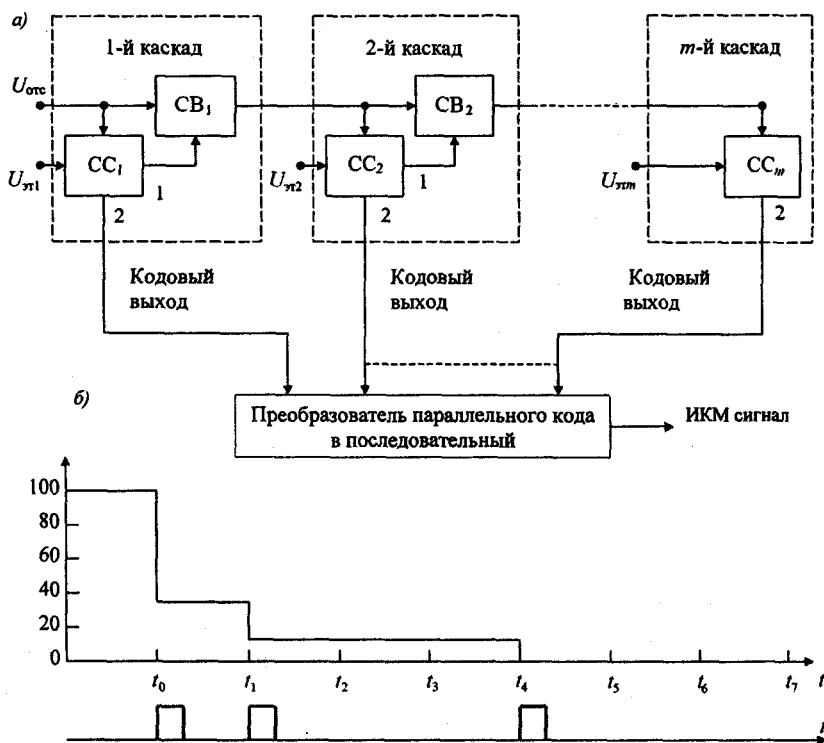 а)
1-й каскад
2-й каскад
m-й каскад
Uотс
СВ1
СВ2
Uэт1
СС1
1
2
Uэт2
СС2
1
2
Uэтm
ССm
2
Кодовый
выход
Кодовый
выход
Кодовый
выход
б)
Преобразователь параллельного кода
в последовательный
ИКМ сигнал
100
80
60
40
20
0
t0
t1
t2
t3
t4
t5
t6
t7
t
t